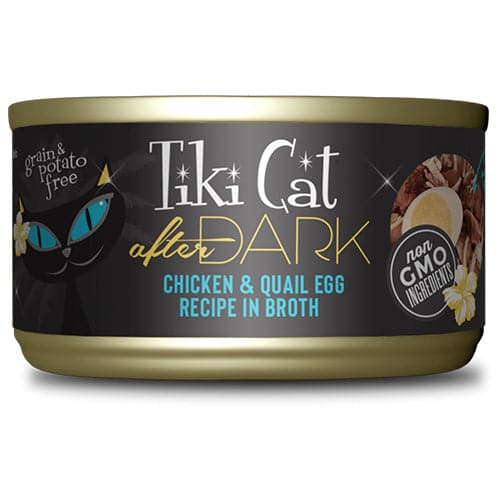 grain &
potato
free
Tiki Cat
after DARK
CHICKEN & QUAIL EGG
RECIPE IN BROTH
non
GMO
INGREDIENTS